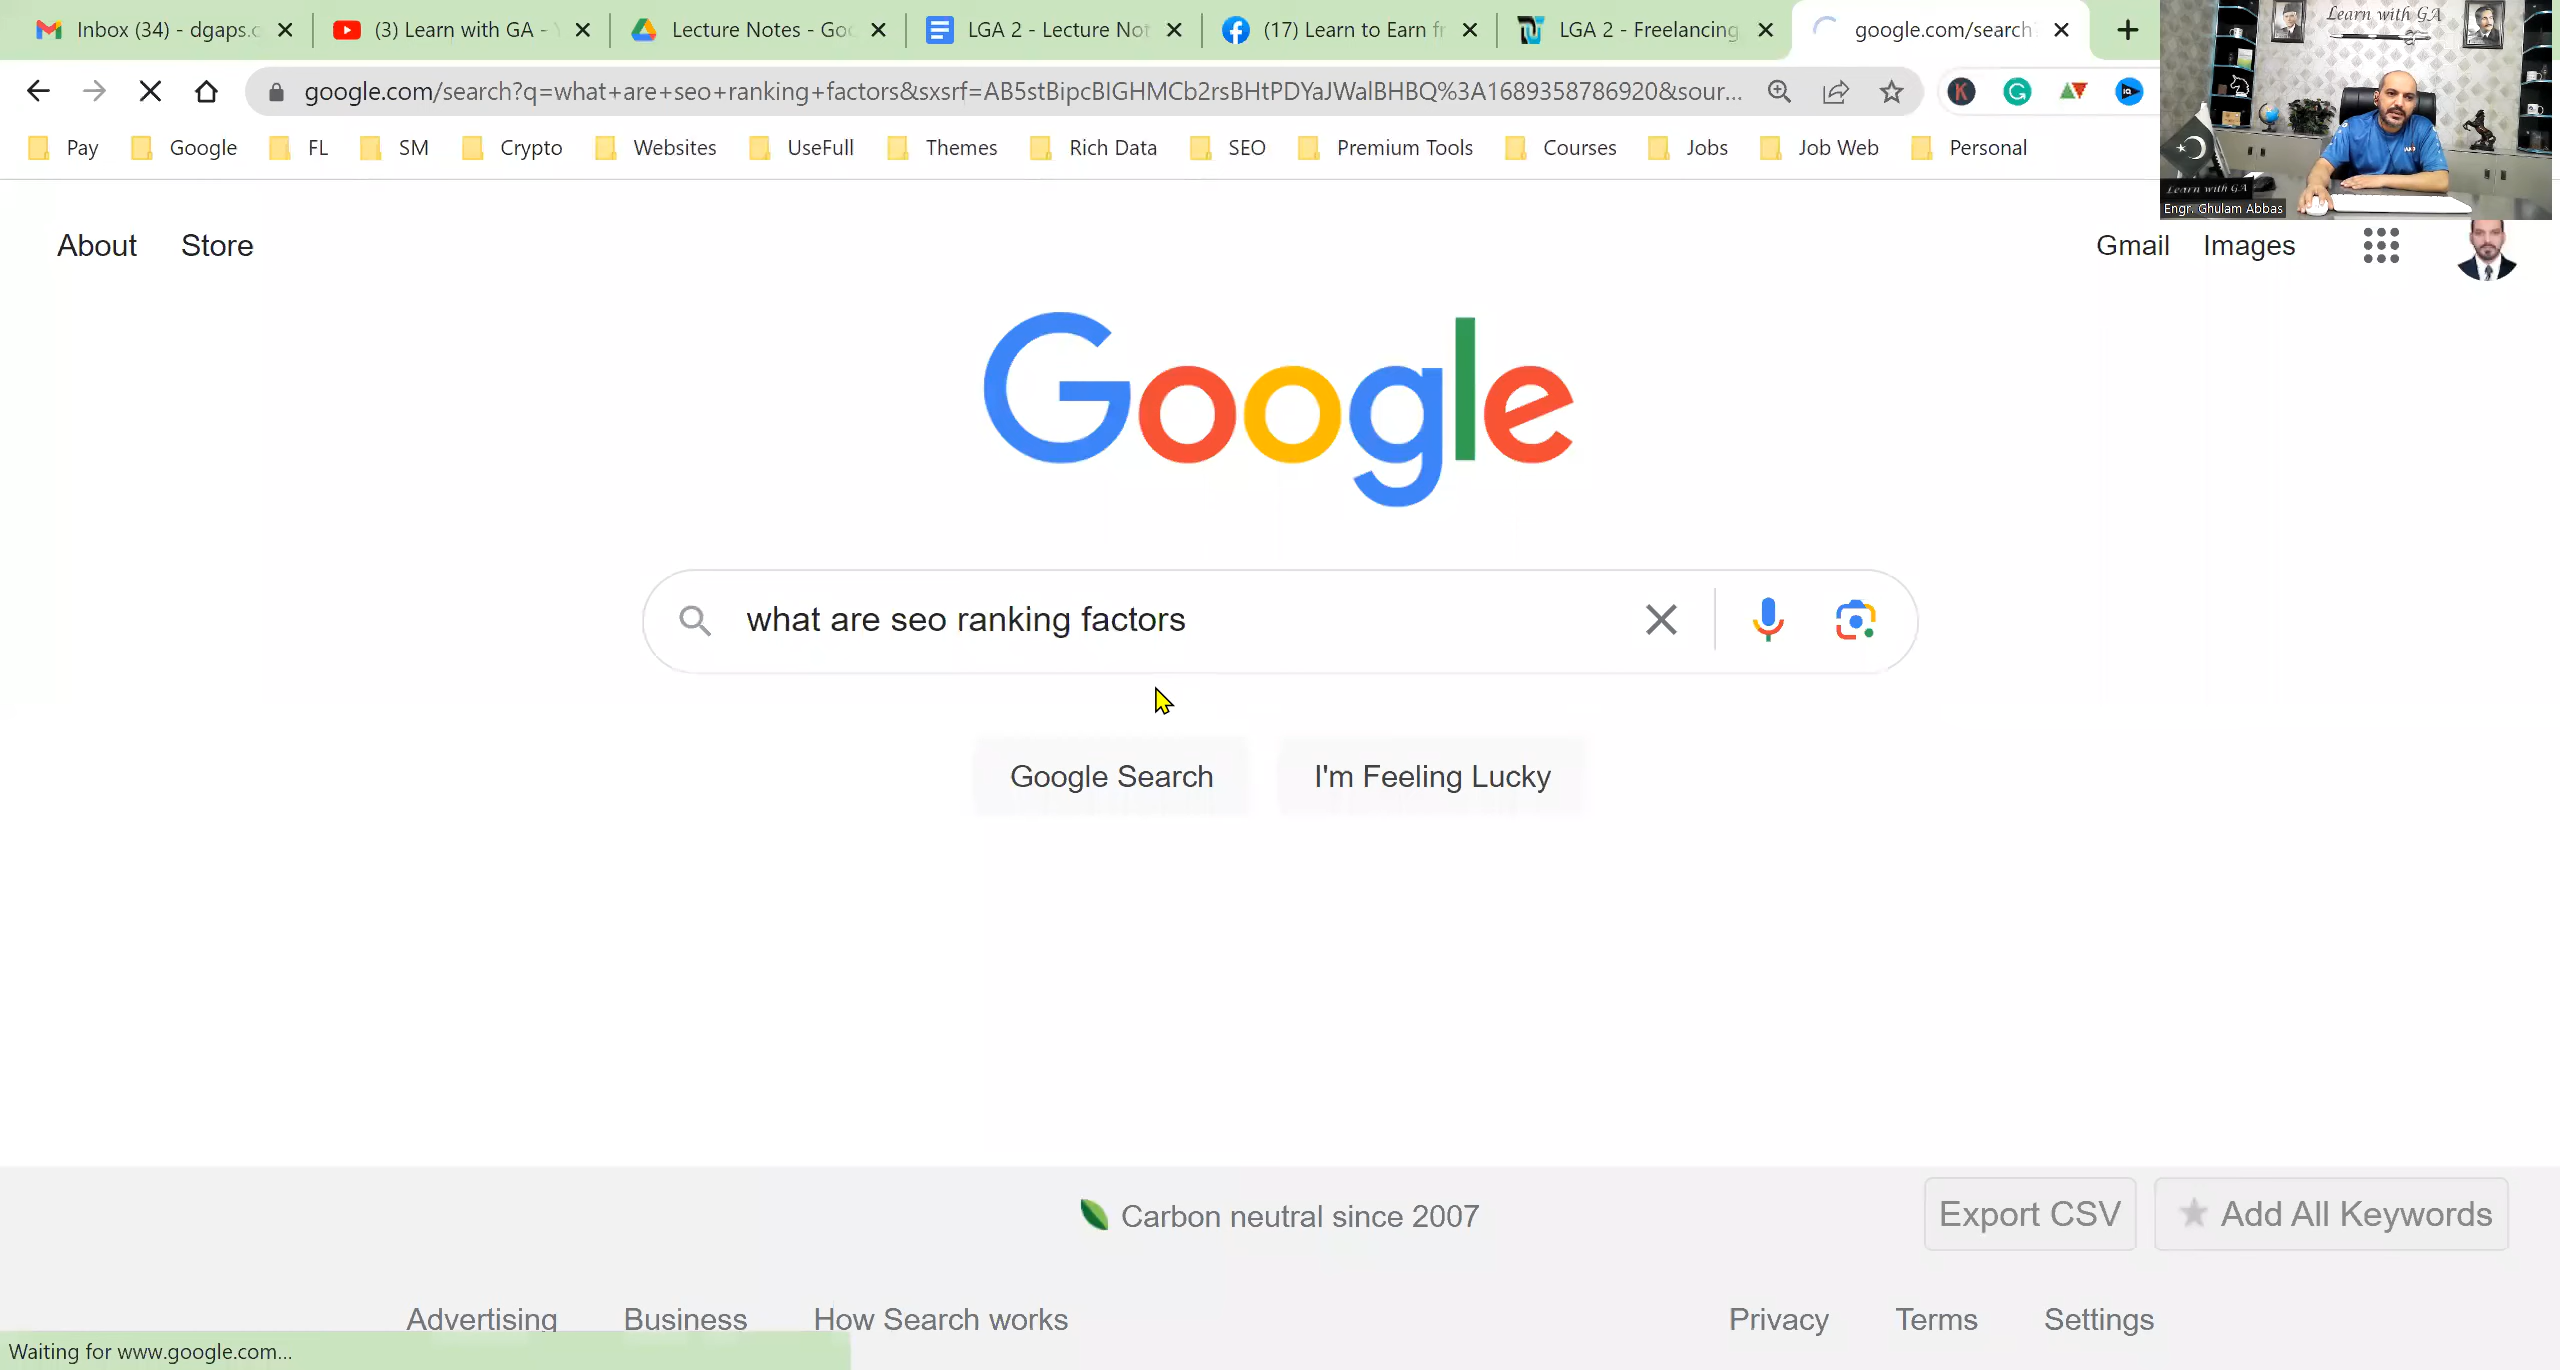 Inbox (34) - dgaps.c
(3) Learn with GA - Y
Lecture Notes - Goo
LGA 2 - Lecture Not
(17) Learn to Earn fr
LGA 2 - Freelancing
google.com/search?
google.com/search?q=what+are+seo+ranking+factors&sxsrf=AB5stBipcBIGHMCb2rsBHtPDYaJWalBHBQ%3A1689358786920&sour...
Pay
Google
FL
SM
Crypto
Websites
UseFull
Themes
Rich Data
SEO
Premium Tools
Courses
Jobs
Job Web
Personal
Learn with GA
Learn with GA
Engr. Ghulam Abbas
About
Store
Gmail
Images
Google
what are seo ranking factors
Google Search
I'm Feeling Lucky
Carbon neutral since 2007
Export CSV
Add All Keywords
Advertising
Business
How Search works
Privacy
Terms
Settings
Waiting for www.google.com...